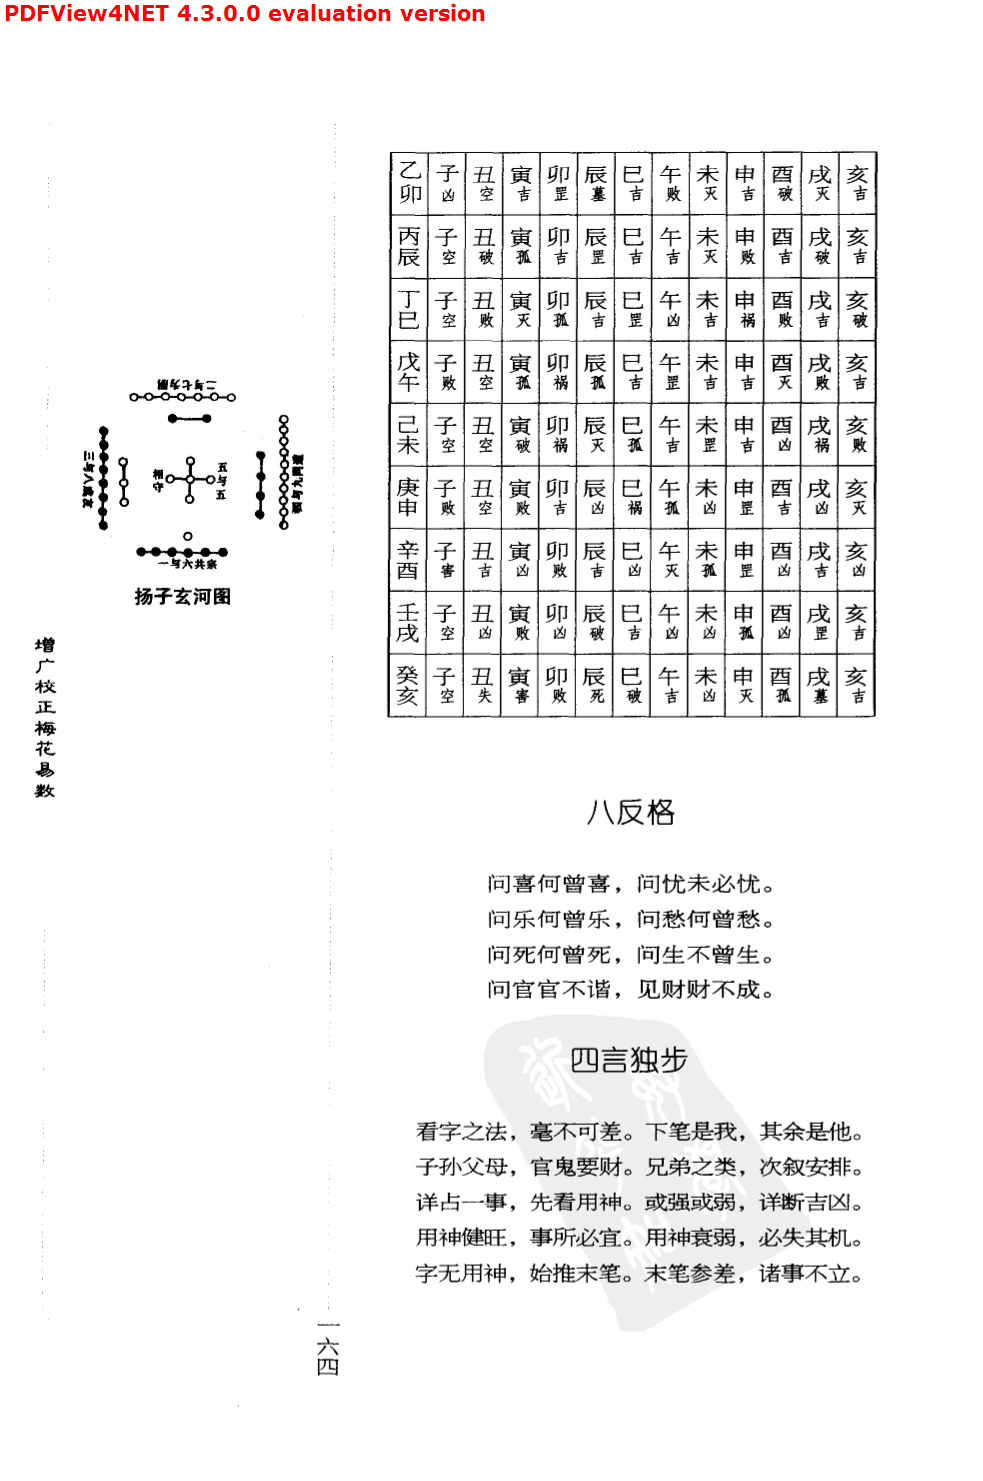 PDFView4NET 4.3.0.0 evaluation version
乙卯 子凶 丑空 寅吉 卯罡 辰墓 巳吉 午败 未灭 申吉 酉破 戌灭 亥吉
丙辰 子空 丑破 寅孤 卯吉 辰罡 巳吉 午吉 未灭 申败 酉吉 戌破 亥吉
丁巳 子空 丑败 寅灭 卯孤 辰吉 巳罡 午凶 未吉 申祸 酉败 戌吉 亥破
戊午 子败 丑空 寅孤 卯祸 辰孤 巳吉 午罡 未吉 申吉 酉灭 戌败 亥吉
己未 子空 丑空 寅破 卯祸 辰灭 巳孤 午吉 未罡 申吉 酉凶 戌祸 亥败
庚申 子败 丑空 寅败 卯吉 辰凶 巳祸 午孤 未凶 申罡 酉吉 戌凶 亥灭
辛酉 子害 丑吉 寅凶 卯败 辰吉 巳凶 午灭 未孤 申罡 酉凶 戌吉 亥凶
壬戌 子空 丑凶 寅败 卯凶 辰破 巳吉 午凶 未凶 申孤 酉凶 戌罡 亥吉
癸亥 子空 丑失 寅害 卯败 辰死 巳破 午吉 未凶 申灭 酉孤 戌墓 亥吉
二与七为朋
三与八成友
五与五
相守
四与九同道
一与六共宗
扬子玄河图
增广校正梅花易数
八反格
问喜何曾喜，问忧未必忧。
问乐何曾乐，问愁何曾愁。
问死何曾死，问生不曾生。
问官官不谐，见财财不成。
四言独步
看字之法，毫不可差。下笔是我，其余是他。
子孙父母，官鬼要财。兄弟之类，次叙安排。
详占一事，先看用神。或强或弱，详断吉凶。
用神健旺，事所必宜。用神衰弱，必失其机。
字无用神，始推末笔。末笔参差，诸事不立。
一六四